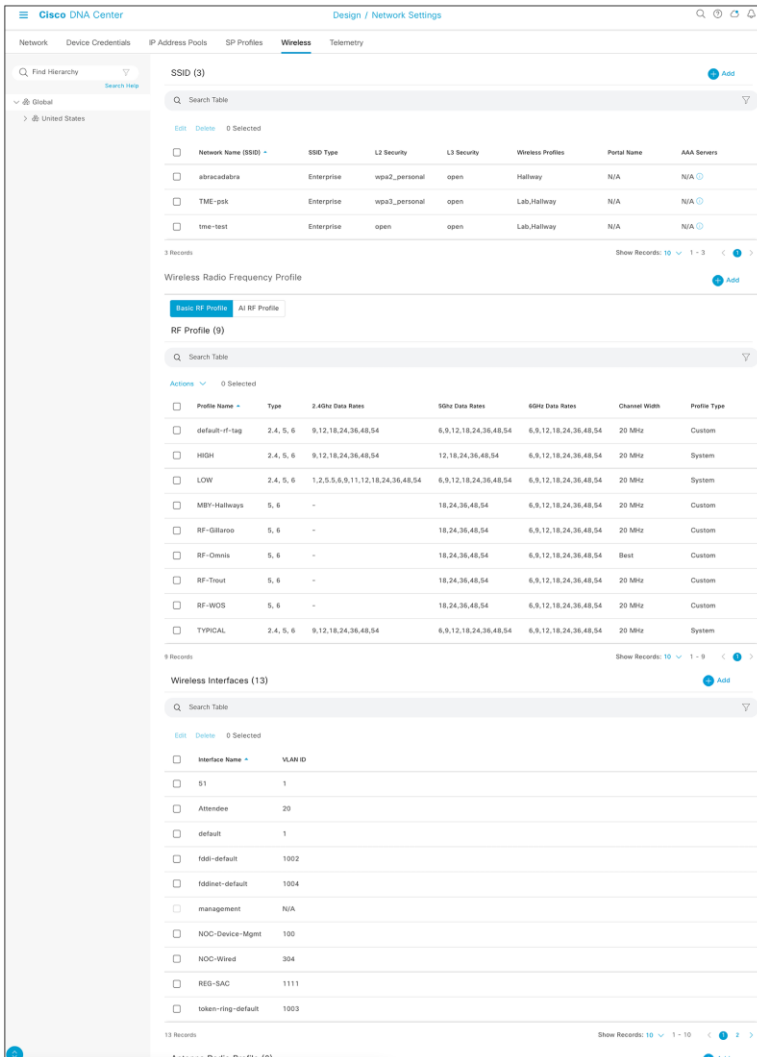 Cisco DNA Center
Design / Network Settings
Network Device Credentials IP Address Pools SP Profiles Wireless Telemetry
Find Hierarchy
Search Help
Global
United States
SSID (3)
Add
Search Table
Edit Delete 0 Selected
Network Name (SSID) SSID Type L2 Security L3 Security Wireless Profiles Portal Name AAA Servers
abracadabra Enterprise wpa2_personal open Hallway N/A N/A
TME-psk Enterprise wpa3_personal open Lab,Hallway N/A N/A
tme-test Enterprise open open Lab,Hallway N/A N/A
3 Records Show Records: 10 1 - 3 < 1 >
Wireless Radio Frequency Profile
Add
Basic RF Profile AI RF Profile
RF Profile (9)
Search Table
Actions 0 Selected
Profile Name Type 2.4Ghz Data Rates 5Ghz Data Rates 6GHz Data Rates Channel Width Profile Type
default-rf-tag 2.4, 5, 6 9,12,18,24,36,48,54 6,9,12,18,24,36,48,54 6,9,12,18,24,36,48,54 20 MHz Custom
HIGH 2.4, 5, 6 9,12,18,24,36,48,54 12,18,24,36,48,54 6,9,12,18,24,36,48,54 20 MHz System
LOW 2.4, 5, 6 1,2,5.5,6,9,11,12,18,24,36,48,54 6,9,12,18,24,36,48,54 6,9,12,18,24,36,48,54 20 MHz System
MBY-Hallways 5, 6 - 18,24,36,48,54 6,9,12,18,24,36,48,54 20 MHz Custom
RF-Gillaroo 5, 6 - 18,24,36,48,54 6,9,12,18,24,36,48,54 20 MHz Custom
RF-Omnis 5, 6 - 18,24,36,48,54 6,9,12,18,24,36,48,54 Best Custom
RF-Trout 5, 6 - 18,24,36,48,54 6,9,12,18,24,36,48,54 20 MHz Custom
RF-WOS 5, 6 - 18,24,36,48,54 6,9,12,18,24,36,48,54 20 MHz Custom
TYPICAL 2.4, 5, 6 9,12,18,24,36,48,54 6,9,12,18,24,36,48,54 6,9,12,18,24,36,48,54 20 MHz System
9 Records Show Records: 10 1 - 9 < 1 >
Wireless Interfaces (13)
Add
Search Table
Edit Delete 0 Selected
Interface Name VLAN ID
51 1
Attendee 20
default 1
fddi-default 1002
fddinet-default 1004
management N/A
NOC-Device-Mgmt 100
NOC-Wired 304
REG-SAC 1111
token-ring-default 1003
13 Records Show Records: 10 1 - 10 < 1 2 >